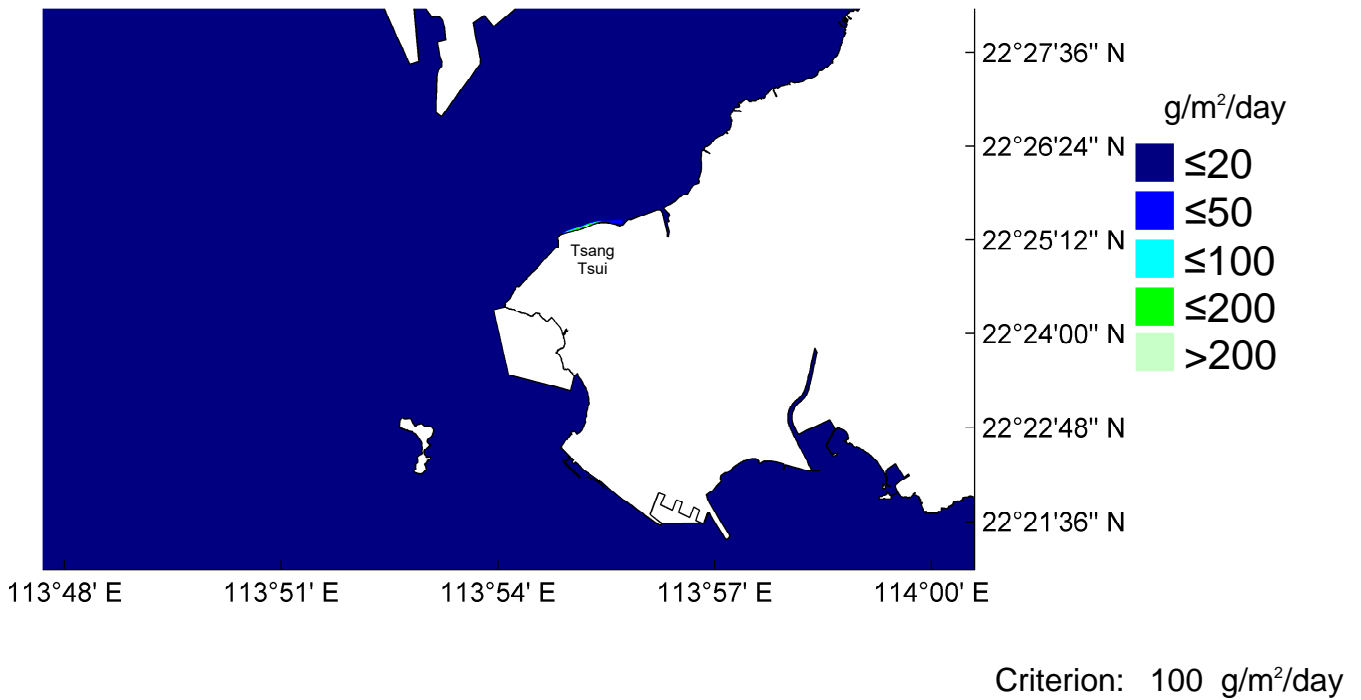 22°27'36" N
g/m²/day
22°26'24" N
≤20
≤50
22°25'12" N
Tsang
Tsui
≤100
≤200
22°24'00" N
>200
22°22'48" N
22°21'36" N
113°48' E 113°51' E 113°54' E 113°57' E 114°00' E
Criterion: 100 g/m²/day